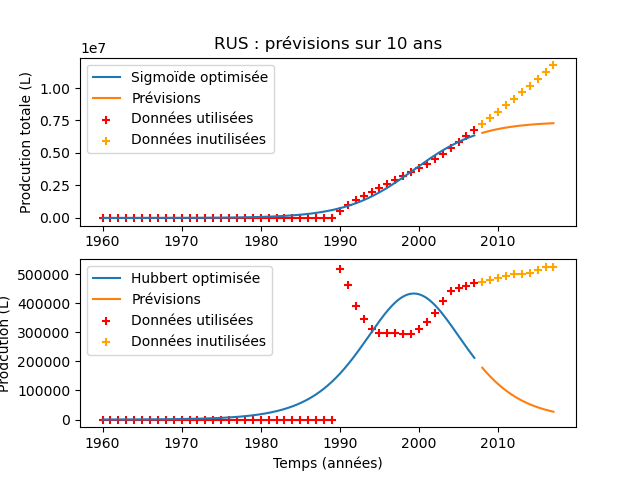 RUS : prévisions sur 10 ans
1e7
Prodcution totale (L)
1.00
0.75
0.50
0.25
0.00
Sigmoïde optimisée
Prévisions
Données utilisées
Données inutilisées
1960 1970 1980 1990 2000 2010
Prodcution (L)
500000
400000
300000
200000
100000
0
Hubbert optimisée
Prévisions
Données utilisées
Données inutilisées
1960 1970 1980 1990 2000 2010
Temps (années)